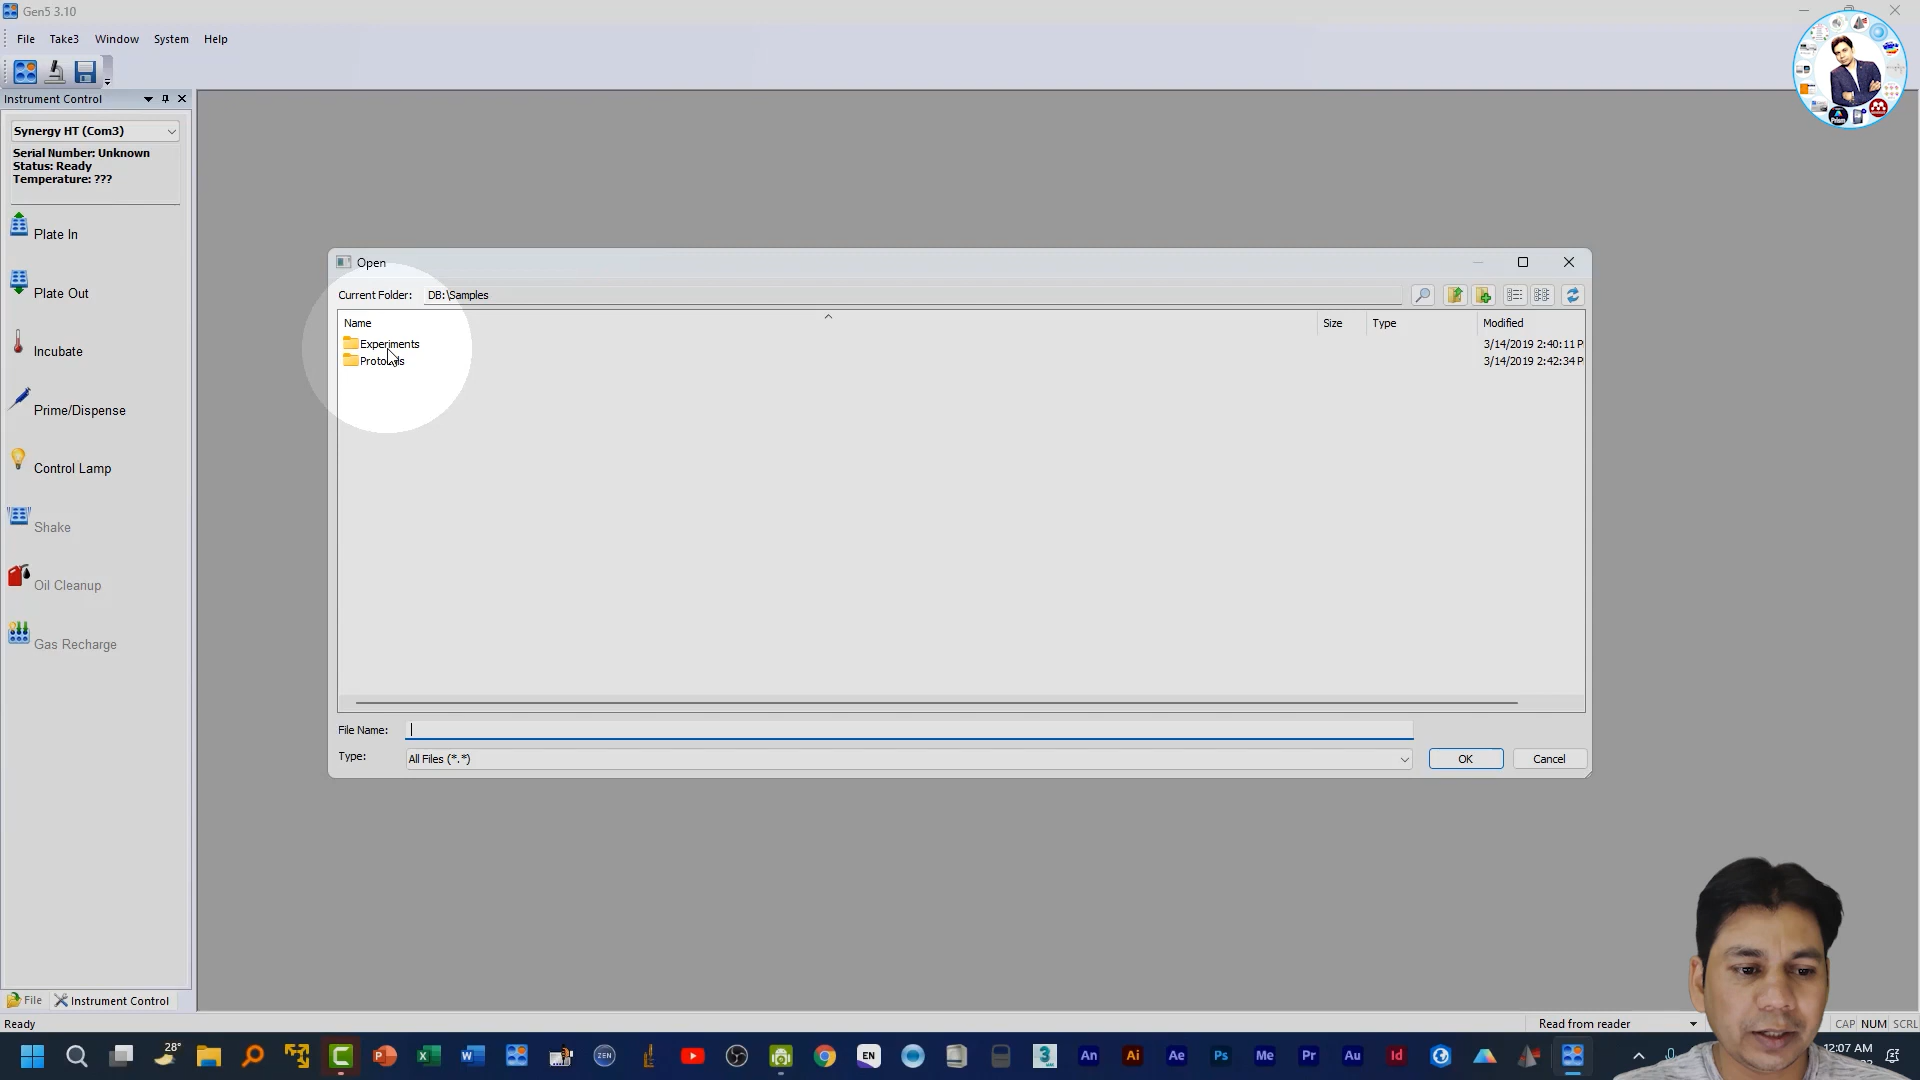 Gen5 3.10
File Take3 Window System Help
Instrument Control
Synergy HT (Com3)
Serial Number: Unknown
Status: Ready
Temperature: ???
Plate In
Plate Out
Incubate
Prime/Dispense
Control Lamp
Shake
Oil Cleanup
Gas Recharge
File Instrument Control
Ready
Open
Current Folder: DB:\Samples
Name Size Type Modified
Experiments 3/14/2019 2:40:11 P
Protocols 3/14/2019 2:42:34 P
File Name:
Type: All Files (*.*)
OK Cancel
Read from reader
CAP NUM SCRL
28°
ZEN
EN
3
An Ai Ae Ps Me Pr Au Id
12:07 AM
Prism